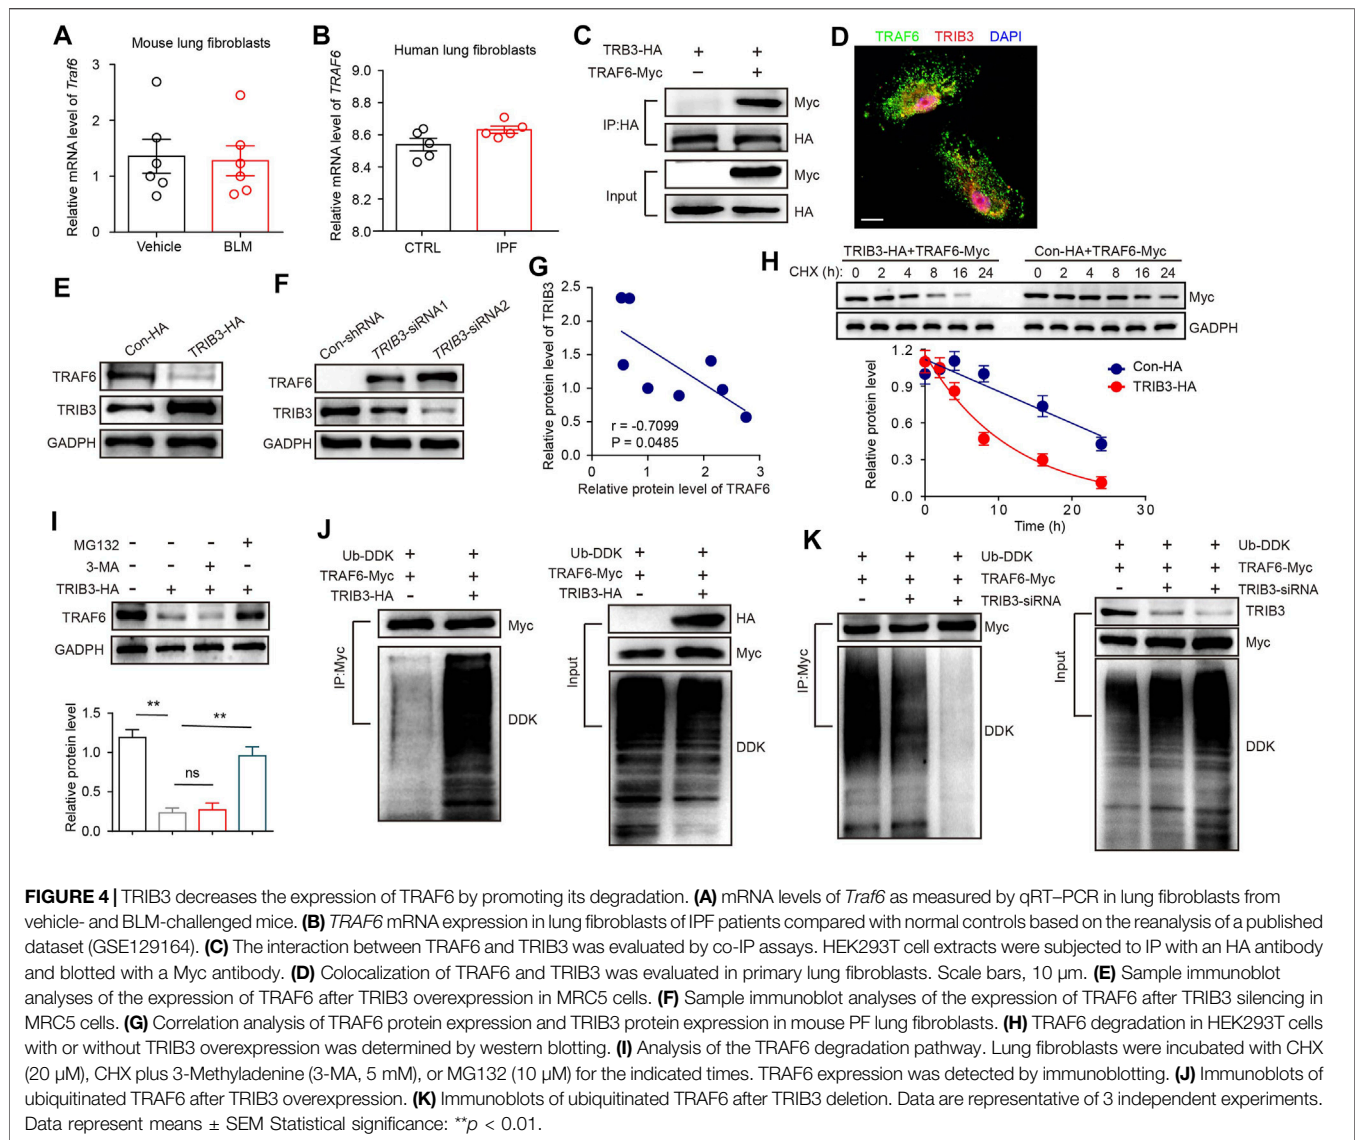 A
Mouse lung fibroblasts
Relative mRNA level of Traf6
3
2
1
0
Vehicle BLM
B
Human lung fibroblasts
Relative mRNA level of TRAF6
9.0
8.6
8.4
8.2
8.0
CTRL IPF
C
TRB3-HA + +
TRAF6-Myc − +
IP:HA
Myc
HA
Input
Myc
HA
D
TRAF6 TRIB3 DAPI
E
Con-HA TRIB3-HA
TRAF6
TRIB3
GADPH
F
Con-shRNA TRIB3-siRNA1 TRIB3-siRNA2
TRAF6
TRIB3
GADPH
G
Relative protein level of TRIB3
2.5
2.0
1.5
1.0
0.5
0.0
r = -0.7099
P = 0.0485
0 1 2 3
Relative protein level of TRAF6
H
TRIB3-HA+TRAF6-Myc Con-HA+TRAF6-Myc
CHX (h): 0 2 4 8 16 24 0 2 4 8 16 24
Myc
GADPH
Relative protein level
1.2
0.9
0.6
0.3
0.0
Con-HA
TRIB3-HA
0 10 20 30
Time (h)
I
MG132 - - - +
3-MA - - + -
TRIB3-HA - + + +
TRAF6
GADPH
Relative protein level
1.5
1.0
0.5
0.0
** **
ns
J
Ub-DDK + +
TRAF6-Myc + +
TRIB3-HA - +
IP:Myc
Myc
DDK
Ub-DDK + +
TRAF6-Myc + +
TRIB3-HA - +
Input
HA
Myc
DDK
K
+ + + Ub-DDK
+ + + TRAF6-Myc
- + + TRIB3-siRNA
IP:Myc
Myc
DDK
+ + + Ub-DDK
+ + + TRAF6-Myc
- + + TRIB3-siRNA
Input
TRIB3
Myc
DDK
FIGURE 4 | TRIB3 decreases the expression of TRAF6 by promoting its degradation. (A) mRNA levels of Traf6 as measured by qRT–PCR in lung fibroblasts from
vehicle- and BLM-challenged mice. (B) TRAF6 mRNA expression in lung fibroblasts of IPF patients compared with normal controls based on the reanalysis of a published
dataset (GSE129164). (C) The interaction between TRAF6 and TRIB3 was evaluated by co-IP assays. HEK293T cell extracts were subjected to IP with an HA antibody
and blotted with a Myc antibody. (D) Colocalization of TRAF6 and TRIB3 was evaluated in primary lung fibroblasts. Scale bars, 10 μm. (E) Sample immunoblot
analyses of the expression of TRAF6 after TRIB3 overexpression in MRC5 cells. (F) Sample immunoblot analyses of the expression of TRAF6 after TRIB3 silencing in
MRC5 cells. (G) Correlation analysis of TRAF6 protein expression and TRIB3 protein expression in mouse PF lung fibroblasts. (H) TRAF6 degradation in HEK293T cells
with or without TRIB3 overexpression was determined by western blotting. (I) Analysis of the TRAF6 degradation pathway. Lung fibroblasts were incubated with CHX
(20 μM), CHX plus 3-Methyladenine (3-MA, 5 mM), or MG132 (10 μM) for the indicated times. TRAF6 expression was detected by immunoblotting. (J) Immunoblots of
ubiquitinated TRAF6 after TRIB3 overexpression. (K) Immunoblots of ubiquitinated TRAF6 after TRIB3 deletion. Data are representative of 3 independent experiments.
Data represent means ± SEM Statistical significance: **p < 0.01.